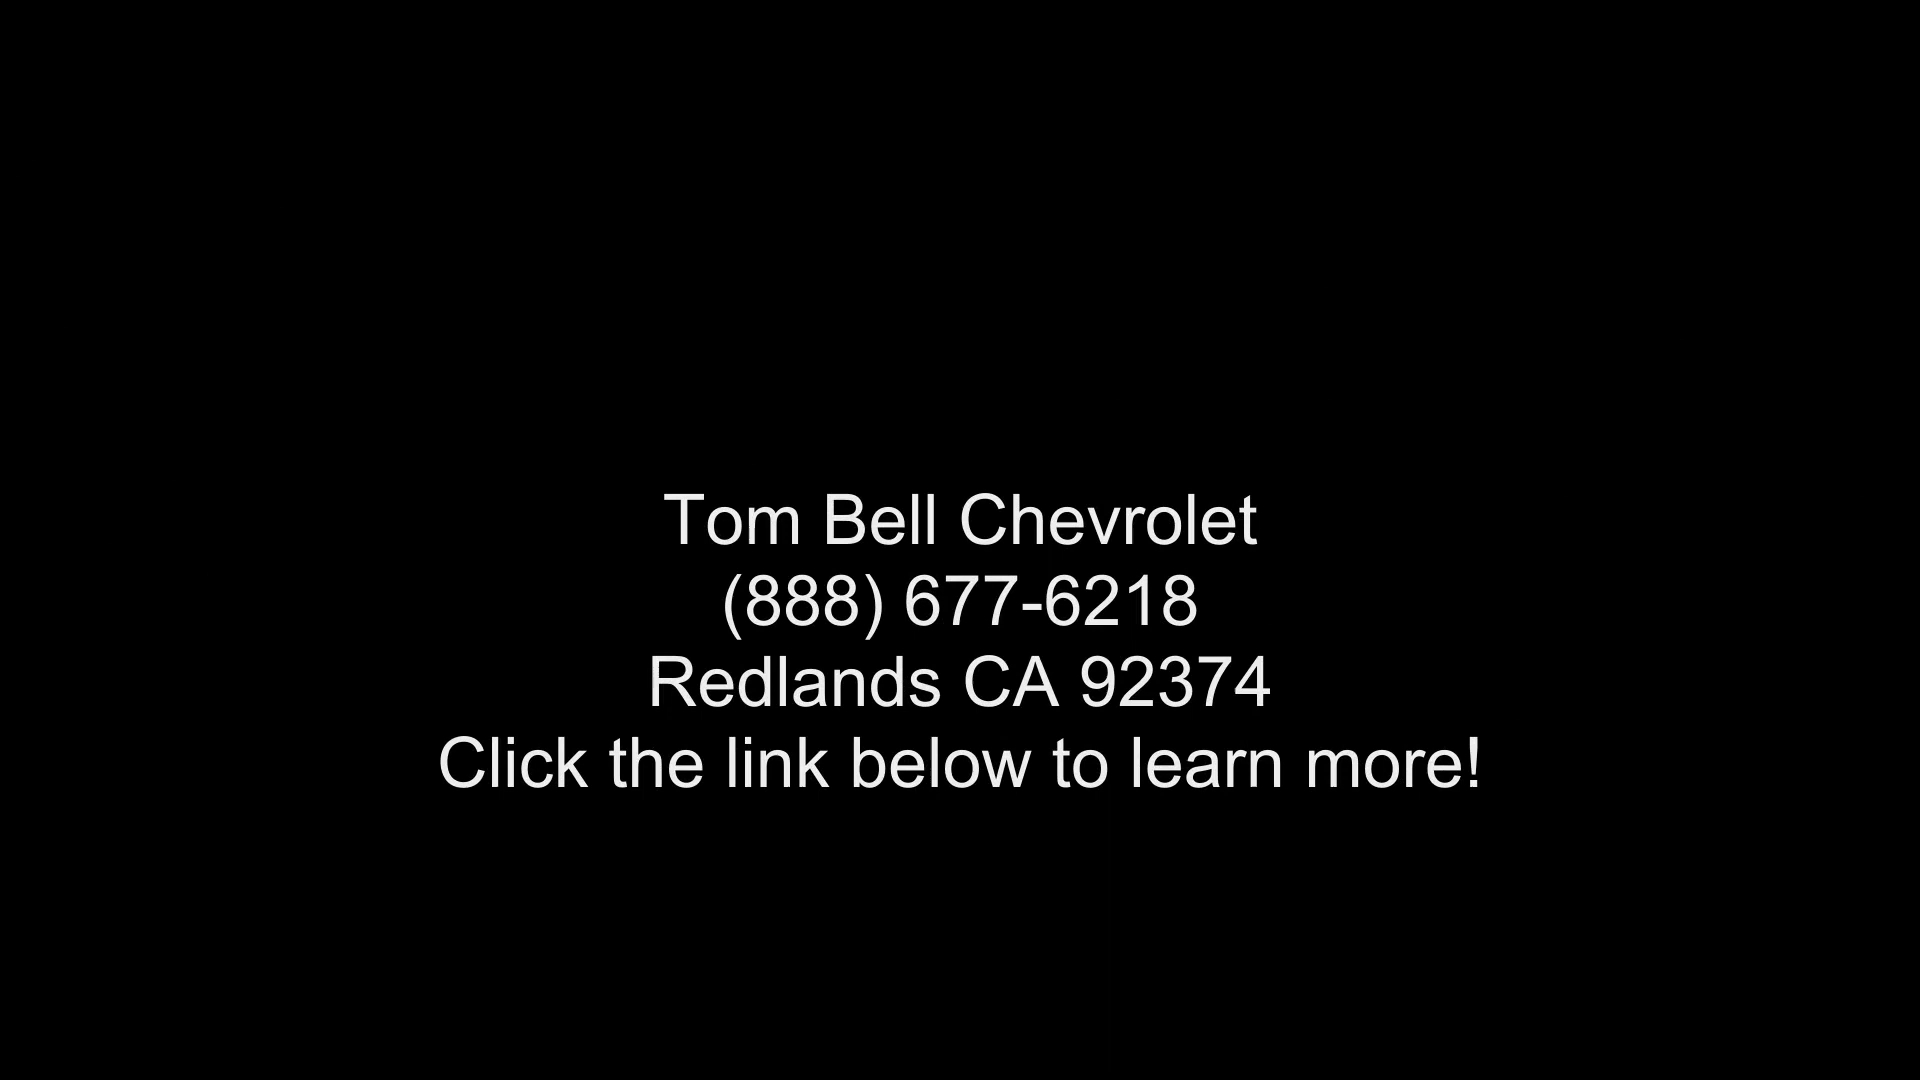 Tom Bell Chevrolet
(888) 677-6218
Redlands CA 92374
Click the link below to learn more!